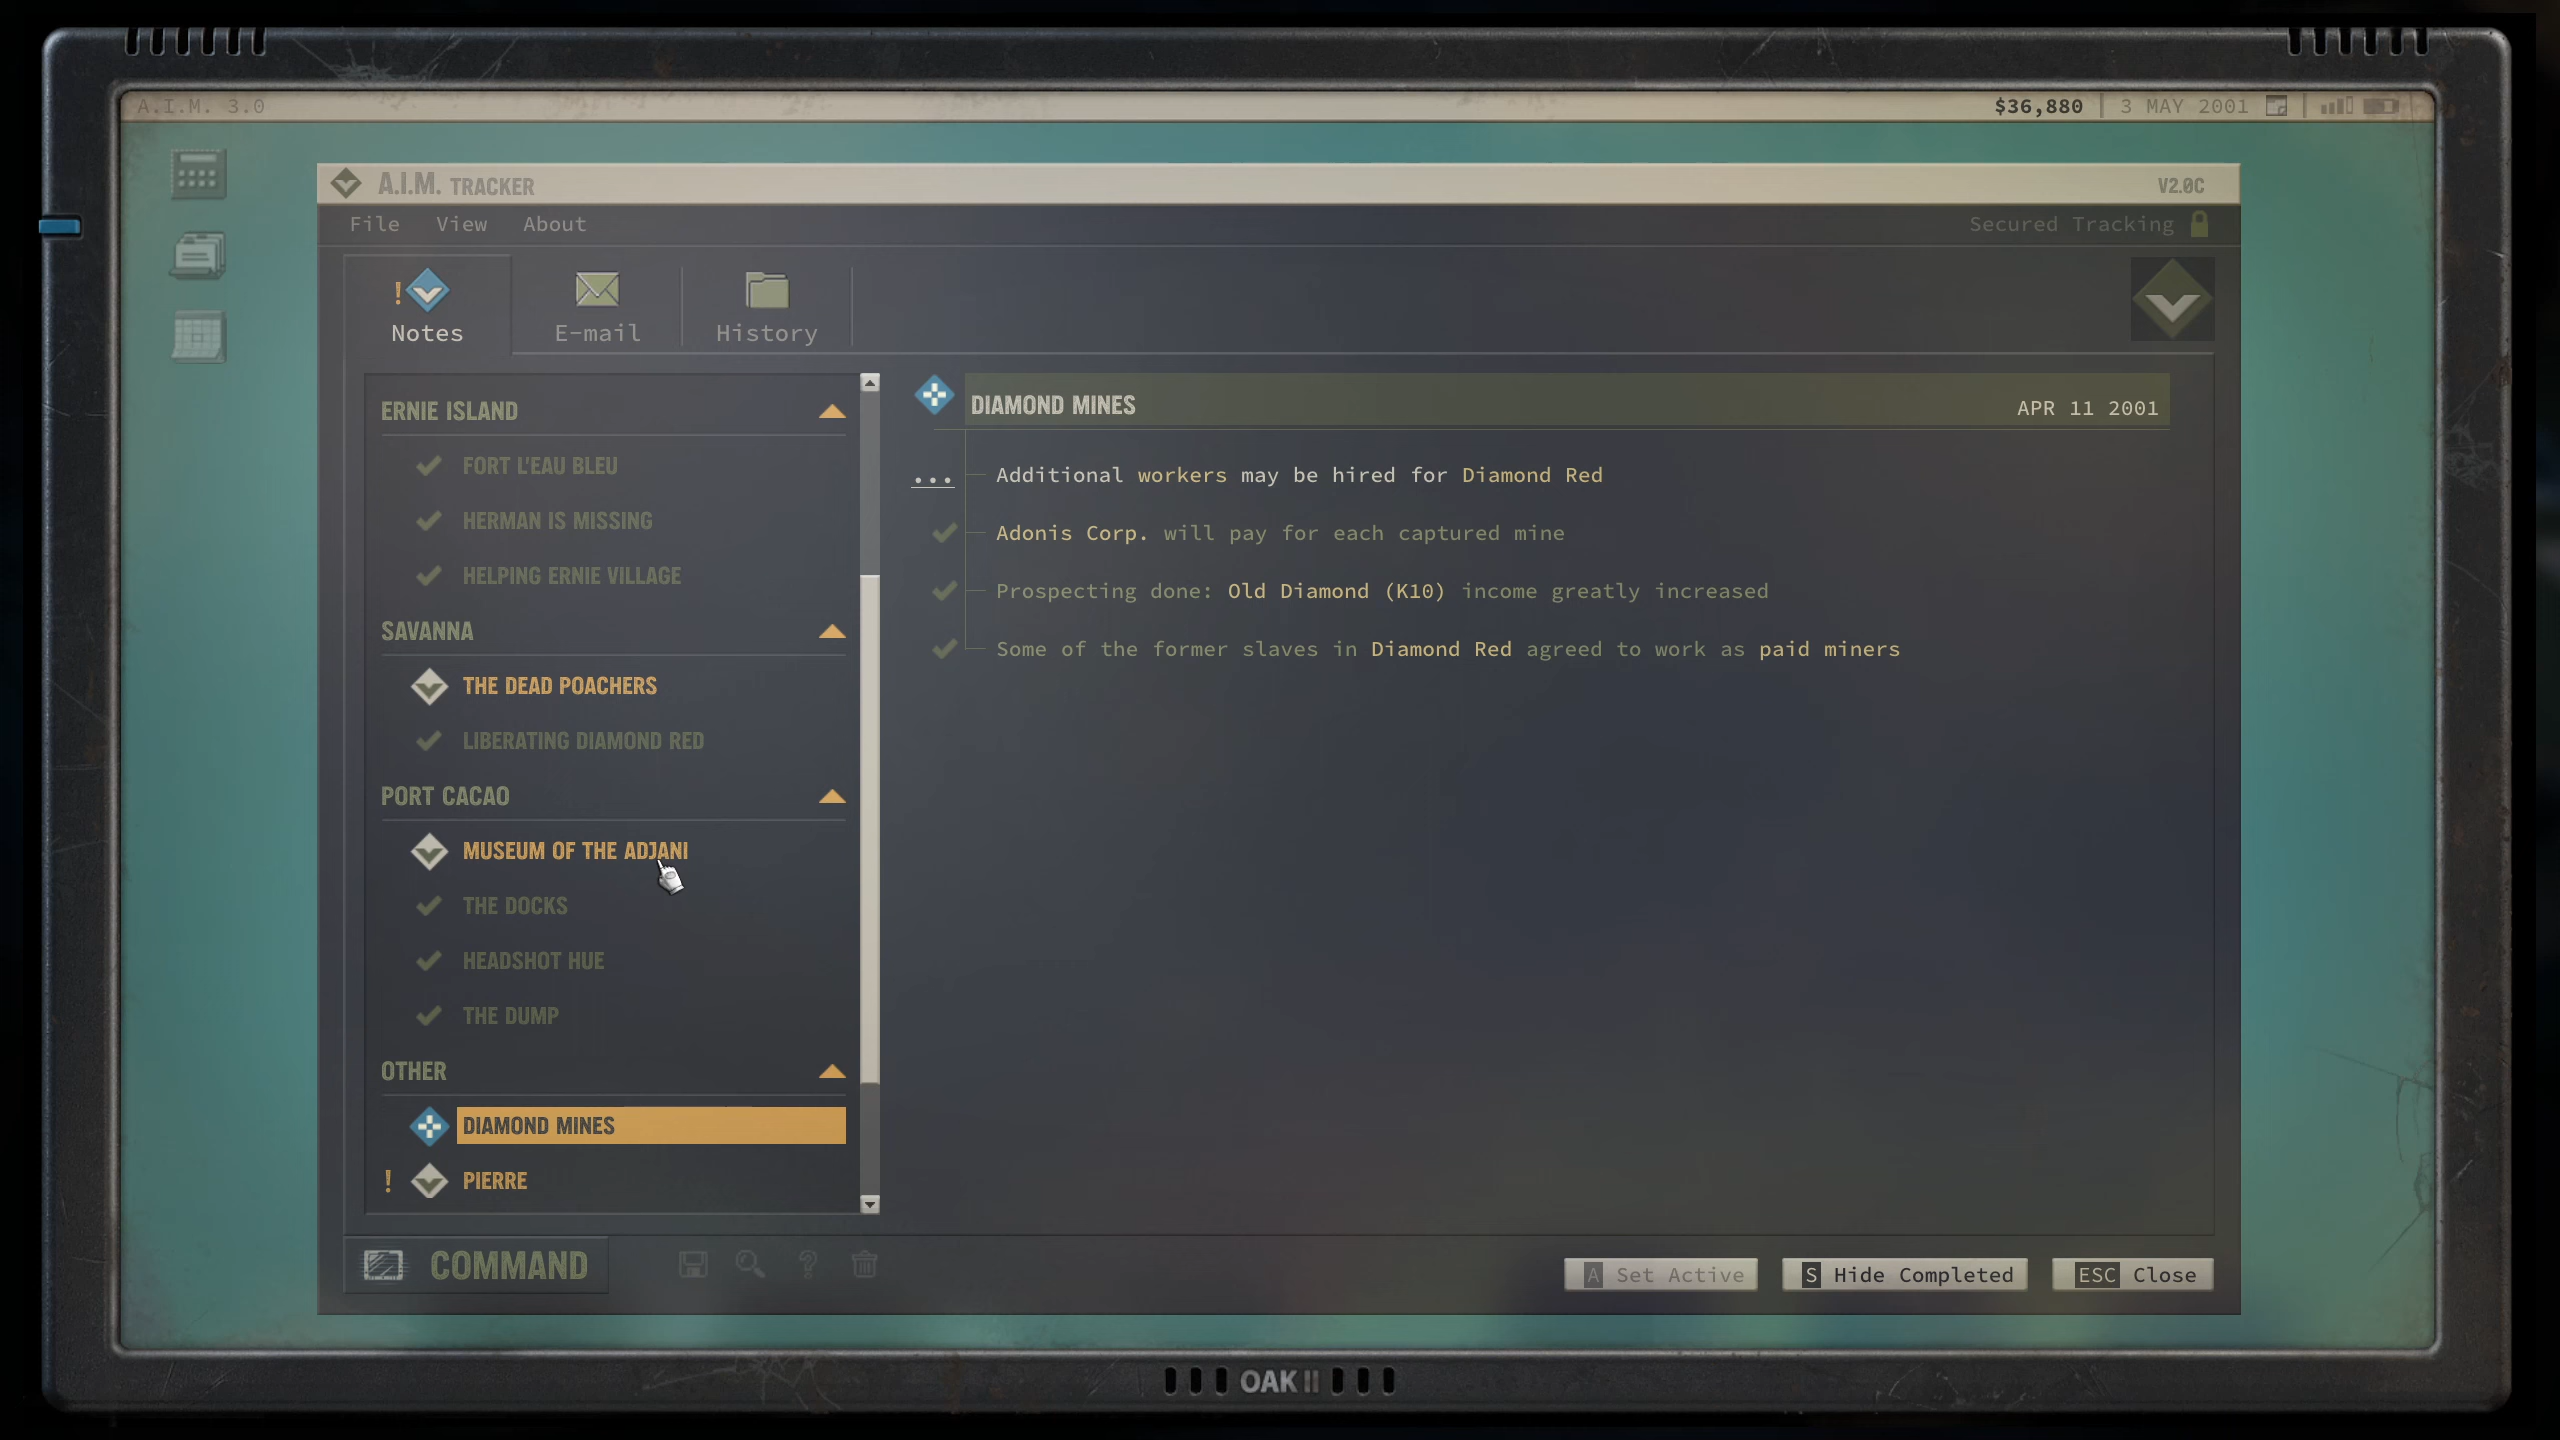 A.I.M. 3.0
$36,880 | 3 MAY 2001
A.I.M. TRACKER
V2.0C
File View About
Secured Tracking
! Notes
E-mail
History
ERNIE ISLAND
FORT L'EAU BLEU
HERMAN IS MISSING
HELPING ERNIE VILLAGE
SAVANNA
THE DEAD POACHERS
LIBERATING DIAMOND RED
PORT CACAO
MUSEUM OF THE ADJANI
THE DOCKS
HEADSHOT HUE
THE DUMP
OTHER
DIAMOND MINES
! PIERRE
DIAMOND MINES
APR 11 2001
... Additional workers may be hired for Diamond Red
Adonis Corp. will pay for each captured mine
Prospecting done: Old Diamond (K10) income greatly increased
Some of the former slaves in Diamond Red agreed to work as paid miners
COMMAND
?
A Set Active
S Hide Completed
ESC Close
OAK II